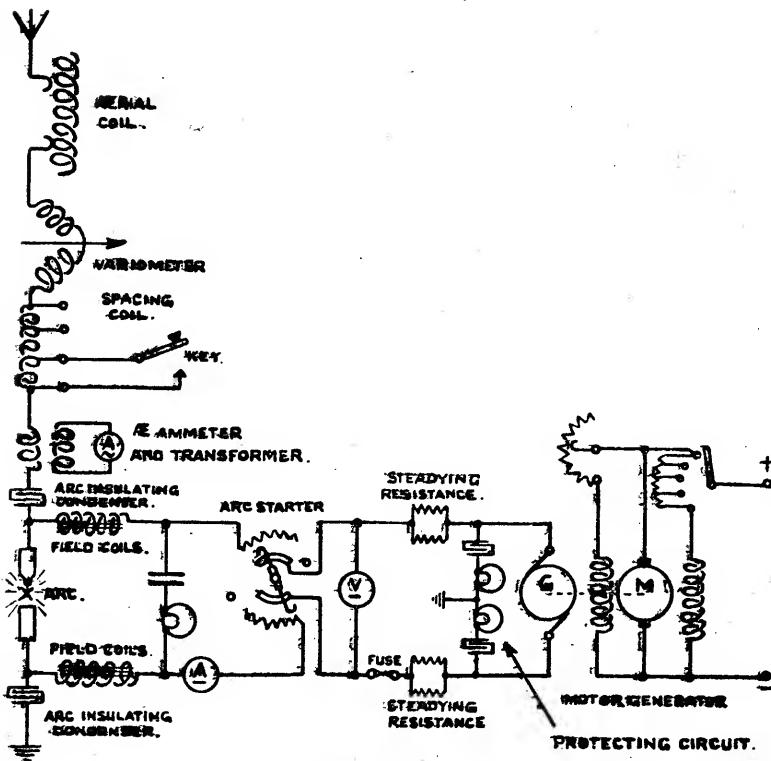 AERIAL
COIL.
VARIOMETER
SPACING
COIL.
KEY.
Æ AMMETER
AND TRANSFORMER.
A
ARC INSULATING
CONDENSER.
ARC STARTER
STEADYING
RESISTANCE.
FIELD COILS.
ARC.
V
G
M
FIELD COILS.
A
FUSE
STEADYING
RESISTANCE
MOTOR GENERATOR
ARC INSULATING
CONDENSER.
PROTECTING CIRCUIT.
+
−